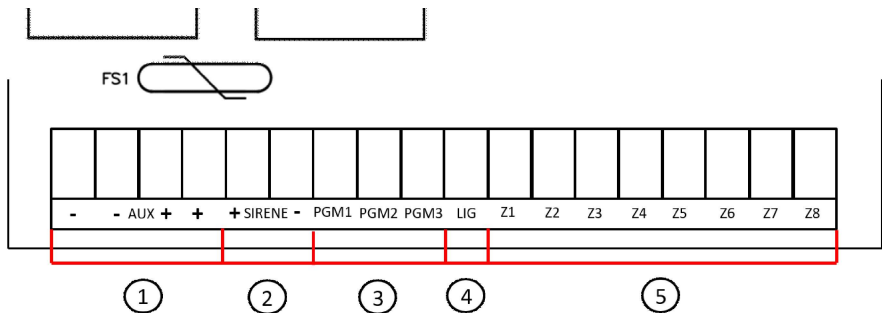 FS1
- - AUX + + + SIRENE - PGM1 PGM2 PGM3 LIG Z1 Z2 Z3 Z4 Z5 Z6 Z7 Z8
1 2 3 4 5